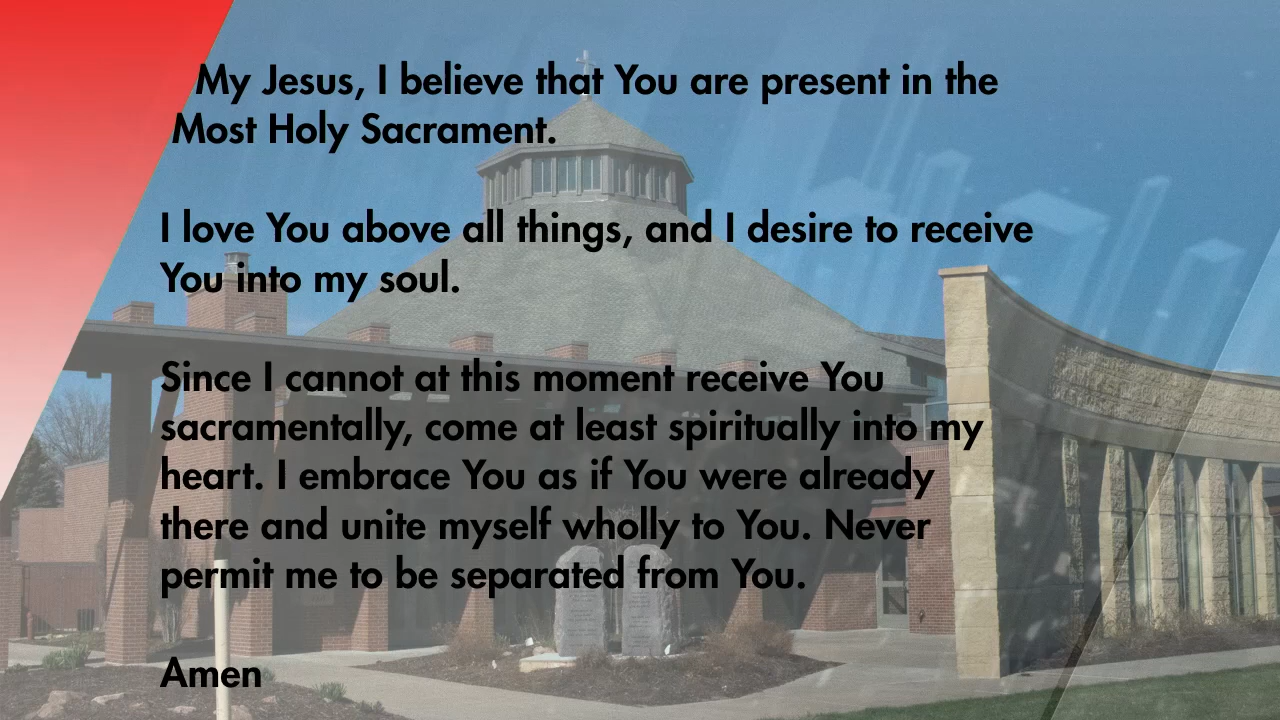 My Jesus, I believe that You are present in the
Most Holy Sacrament.
I love You above all things, and I desire to receive
You into my soul.
Since I cannot at this moment receive You
sacramentally, come at least spiritually into my
heart. I embrace You as if You were already
there and unite myself wholly to You. Never
permit me to be separated from You.
Amen